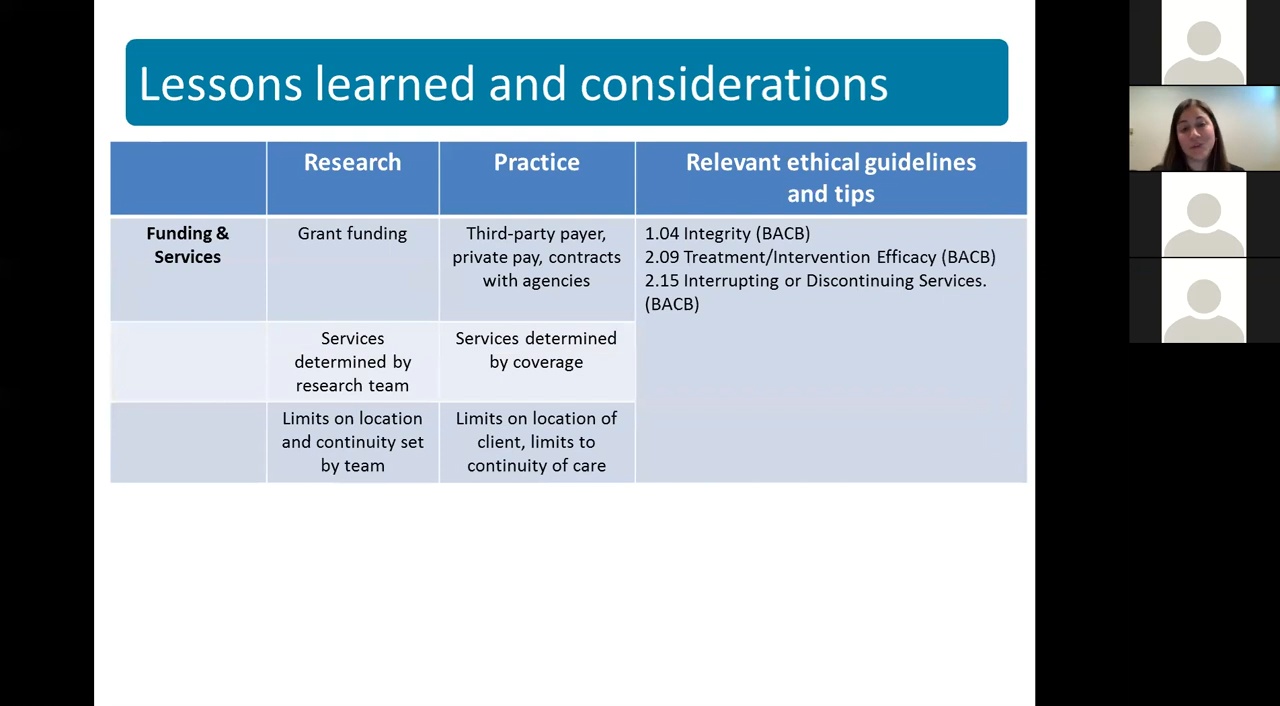 Lessons learned and considerations
Research
Practice
Relevant ethical guidelines
and tips
Funding &
Services
Grant funding
Third-party payer,
private pay, contracts
with agencies
1.04 Integrity (BACB)
2.09 Treatment/Intervention Efficacy (BACB)
2.15 Interrupting or Discontinuing Services.
(BACB)
Services
determined by
research team
Services determined
by coverage
Limits on location
and continuity set
by team
Limits on location of
client, limits to
continuity of care